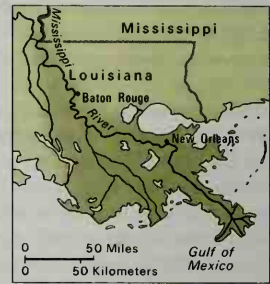 Mississippi
Mississippi
Louisiana
Baton Rouge
River
New Orleans
0 50 Miles
0 50 Kilometers
Gulf of
Mexico